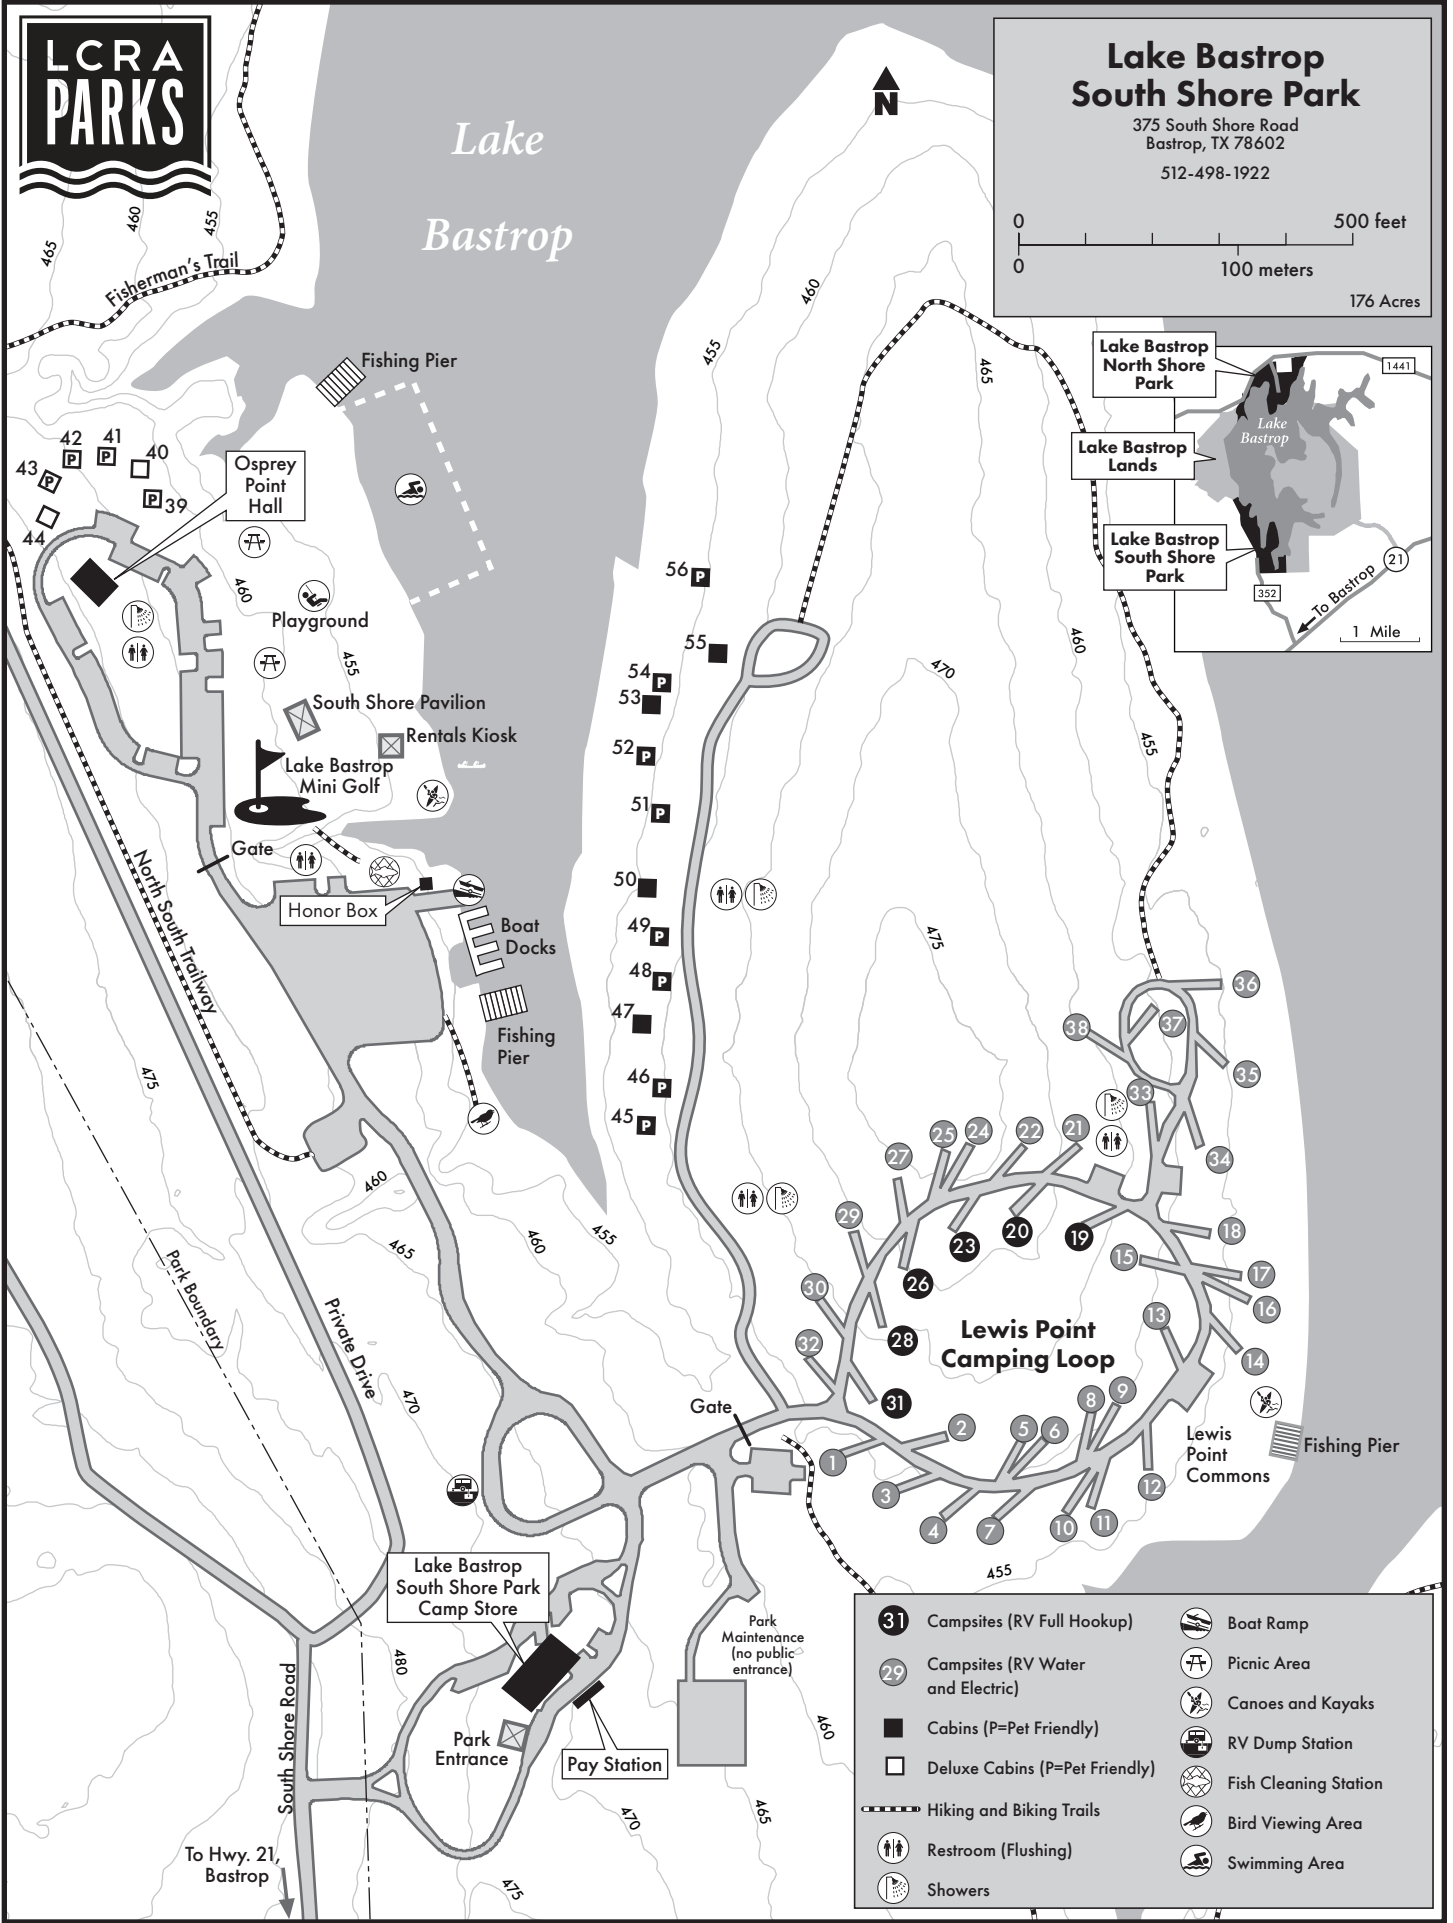 LCRA
PARKS
Lake
Bastrop
N
Lake Bastrop
South Shore Park
375 South Shore Road
Bastrop, TX 78602
512-498-1922
0
500 feet
0
100 meters
176 Acres
Lake Bastrop
North Shore
Park
1441
Lake
Bastrop
Lake Bastrop
Lands
Lake Bastrop
South Shore
Park
21
352
To Bastrop
1 Mile
465
460
455
Fisherman's Trail
Fishing Pier
42
41
40
43
39
44
P
P
P
P
Osprey
Point
Hall
460
Playground
455
South Shore Pavilion
Rentals Kiosk
Lake Bastrop
Mini Golf
Gate
Honor Box
Boat
Docks
Fishing
Pier
North South Trailway
475
460
455
465
460
470
455
475
56
P
55
54
P
53
52
P
51
P
50
49
P
48
P
47
46
P
45
P
36
37
38
35
33
34
21
22
24
25
27
29
30
32
18
17
15
16
13
14
19
20
23
26
28
31
Lewis Point
Camping Loop
1
2
3
4
5
6
7
8
9
10
11
12
Gate
Lewis
Point
Commons
Fishing Pier
455
460
465
460
455
Park Boundary
Private Drive
470
480
Lake Bastrop
South Shore Park
Camp Store
Park
Maintenance
(no public
entrance)
Park
Entrance
Pay Station
South Shore Road
To Hwy. 21,
Bastrop
475
470
465
460
31
Campsites (RV Full Hookup)
29
Campsites (RV Water
and Electric)
Cabins (P=Pet Friendly)
Deluxe Cabins (P=Pet Friendly)
Hiking and Biking Trails
Restroom (Flushing)
Showers
Boat Ramp
Picnic Area
Canoes and Kayaks
RV Dump Station
Fish Cleaning Station
Bird Viewing Area
Swimming Area